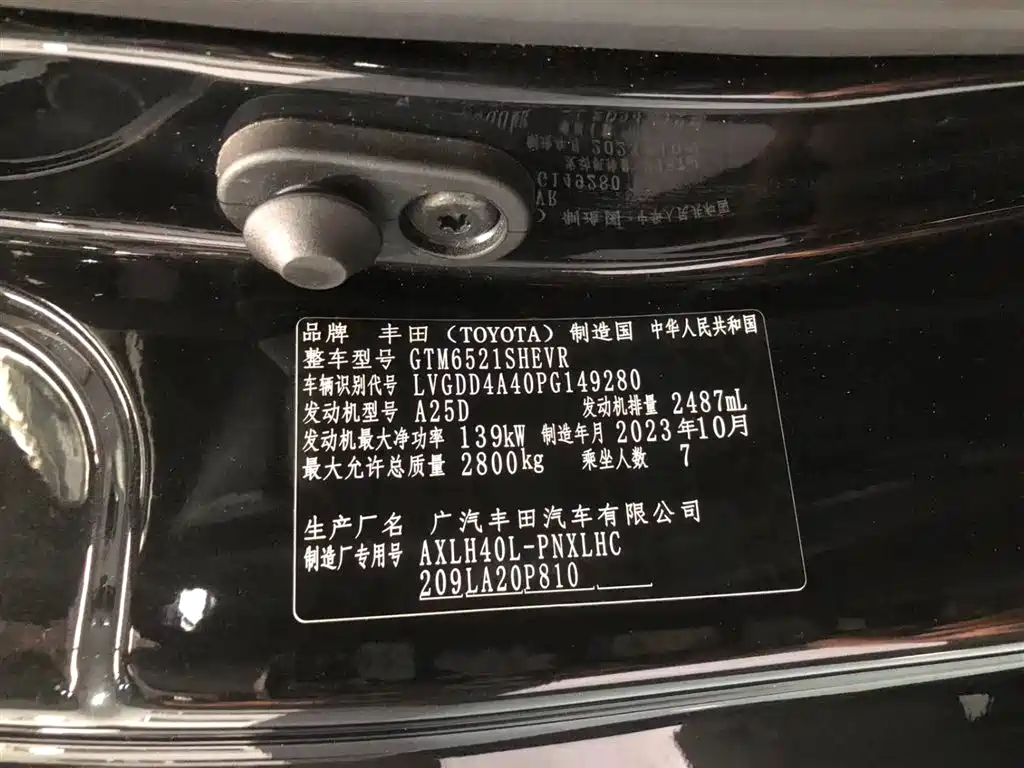 品牌 丰田（TOYOTA）制造国 中华人民共和国
整车型号 GTM6521SHEVR
车辆识别代号 LVGDD4A40PG149280
发动机型号 A25D 发动机排量 2487mL
发动机最大净功率 139kW 制造年月 2023年10月
最大允许总质量 2800kg 乘坐人数 7
生产厂名 广汽丰田汽车有限公司
制造厂专用号 AXLH40L-PNXLHC
209LA20P810